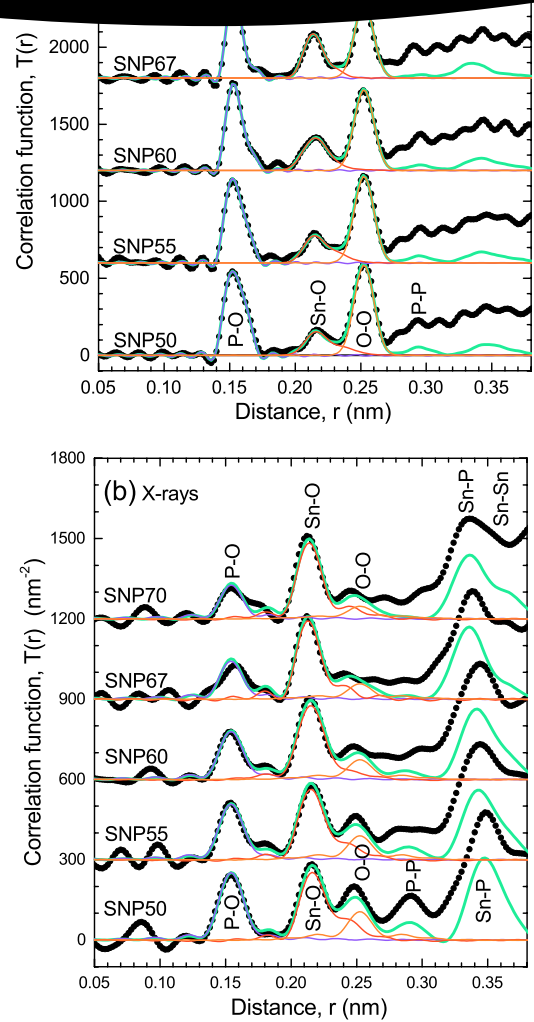 2000
SNP67
1500
SNP60
1000
SNP55
500
SNP50
0
P-O
Sn-O
O-O
P-P
Correlation function, T(r)
0.05 0.10 0.15 0.20 0.25 0.30 0.35
Distance, r (nm)
1800
(b) X-rays
Sn-O
Sn-P
Sn-Sn
1500
P-O
O-O
SNP70
1200
SNP67
900
SNP60
600
SNP55
300
O-O
P-P
SNP50
P-O
Sn-O
Sn-P
0
Correlation function, T(r) (nm⁻²)
0.05 0.10 0.15 0.20 0.25 0.30 0.35
Distance, r (nm)